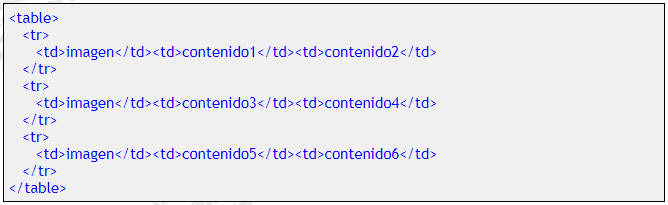 <table>
<tr>
<td>imagen</td><td>contenido1</td><td>contenido2</td>
</tr>
<tr>
<td>imagen</td><td>contenido3</td><td>contenido4</td>
</tr>
<tr>
<td>imagen</td><td>contenido5</td><td>contenido6</td>
</tr>
</table>